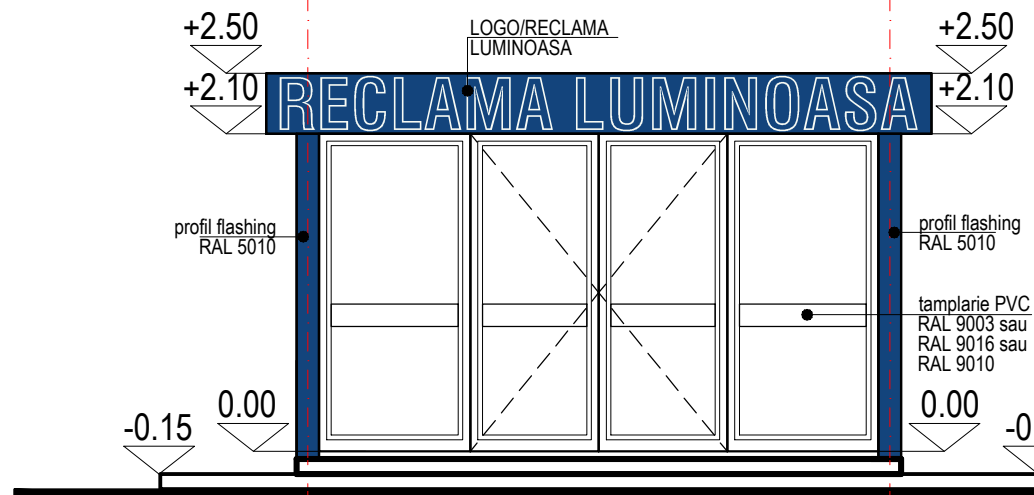 +2.50
LOGO/RECLAMA
LUMINOASA
+2.50
+2.10
RECLAMA LUMINOASA
+2.10
profil flashing
RAL 5010
profil flashing
RAL 5010
tamplarie PVC
RAL 9003 sau
RAL 9016 sau
RAL 9010
0.00
0.00
-0.15
-0